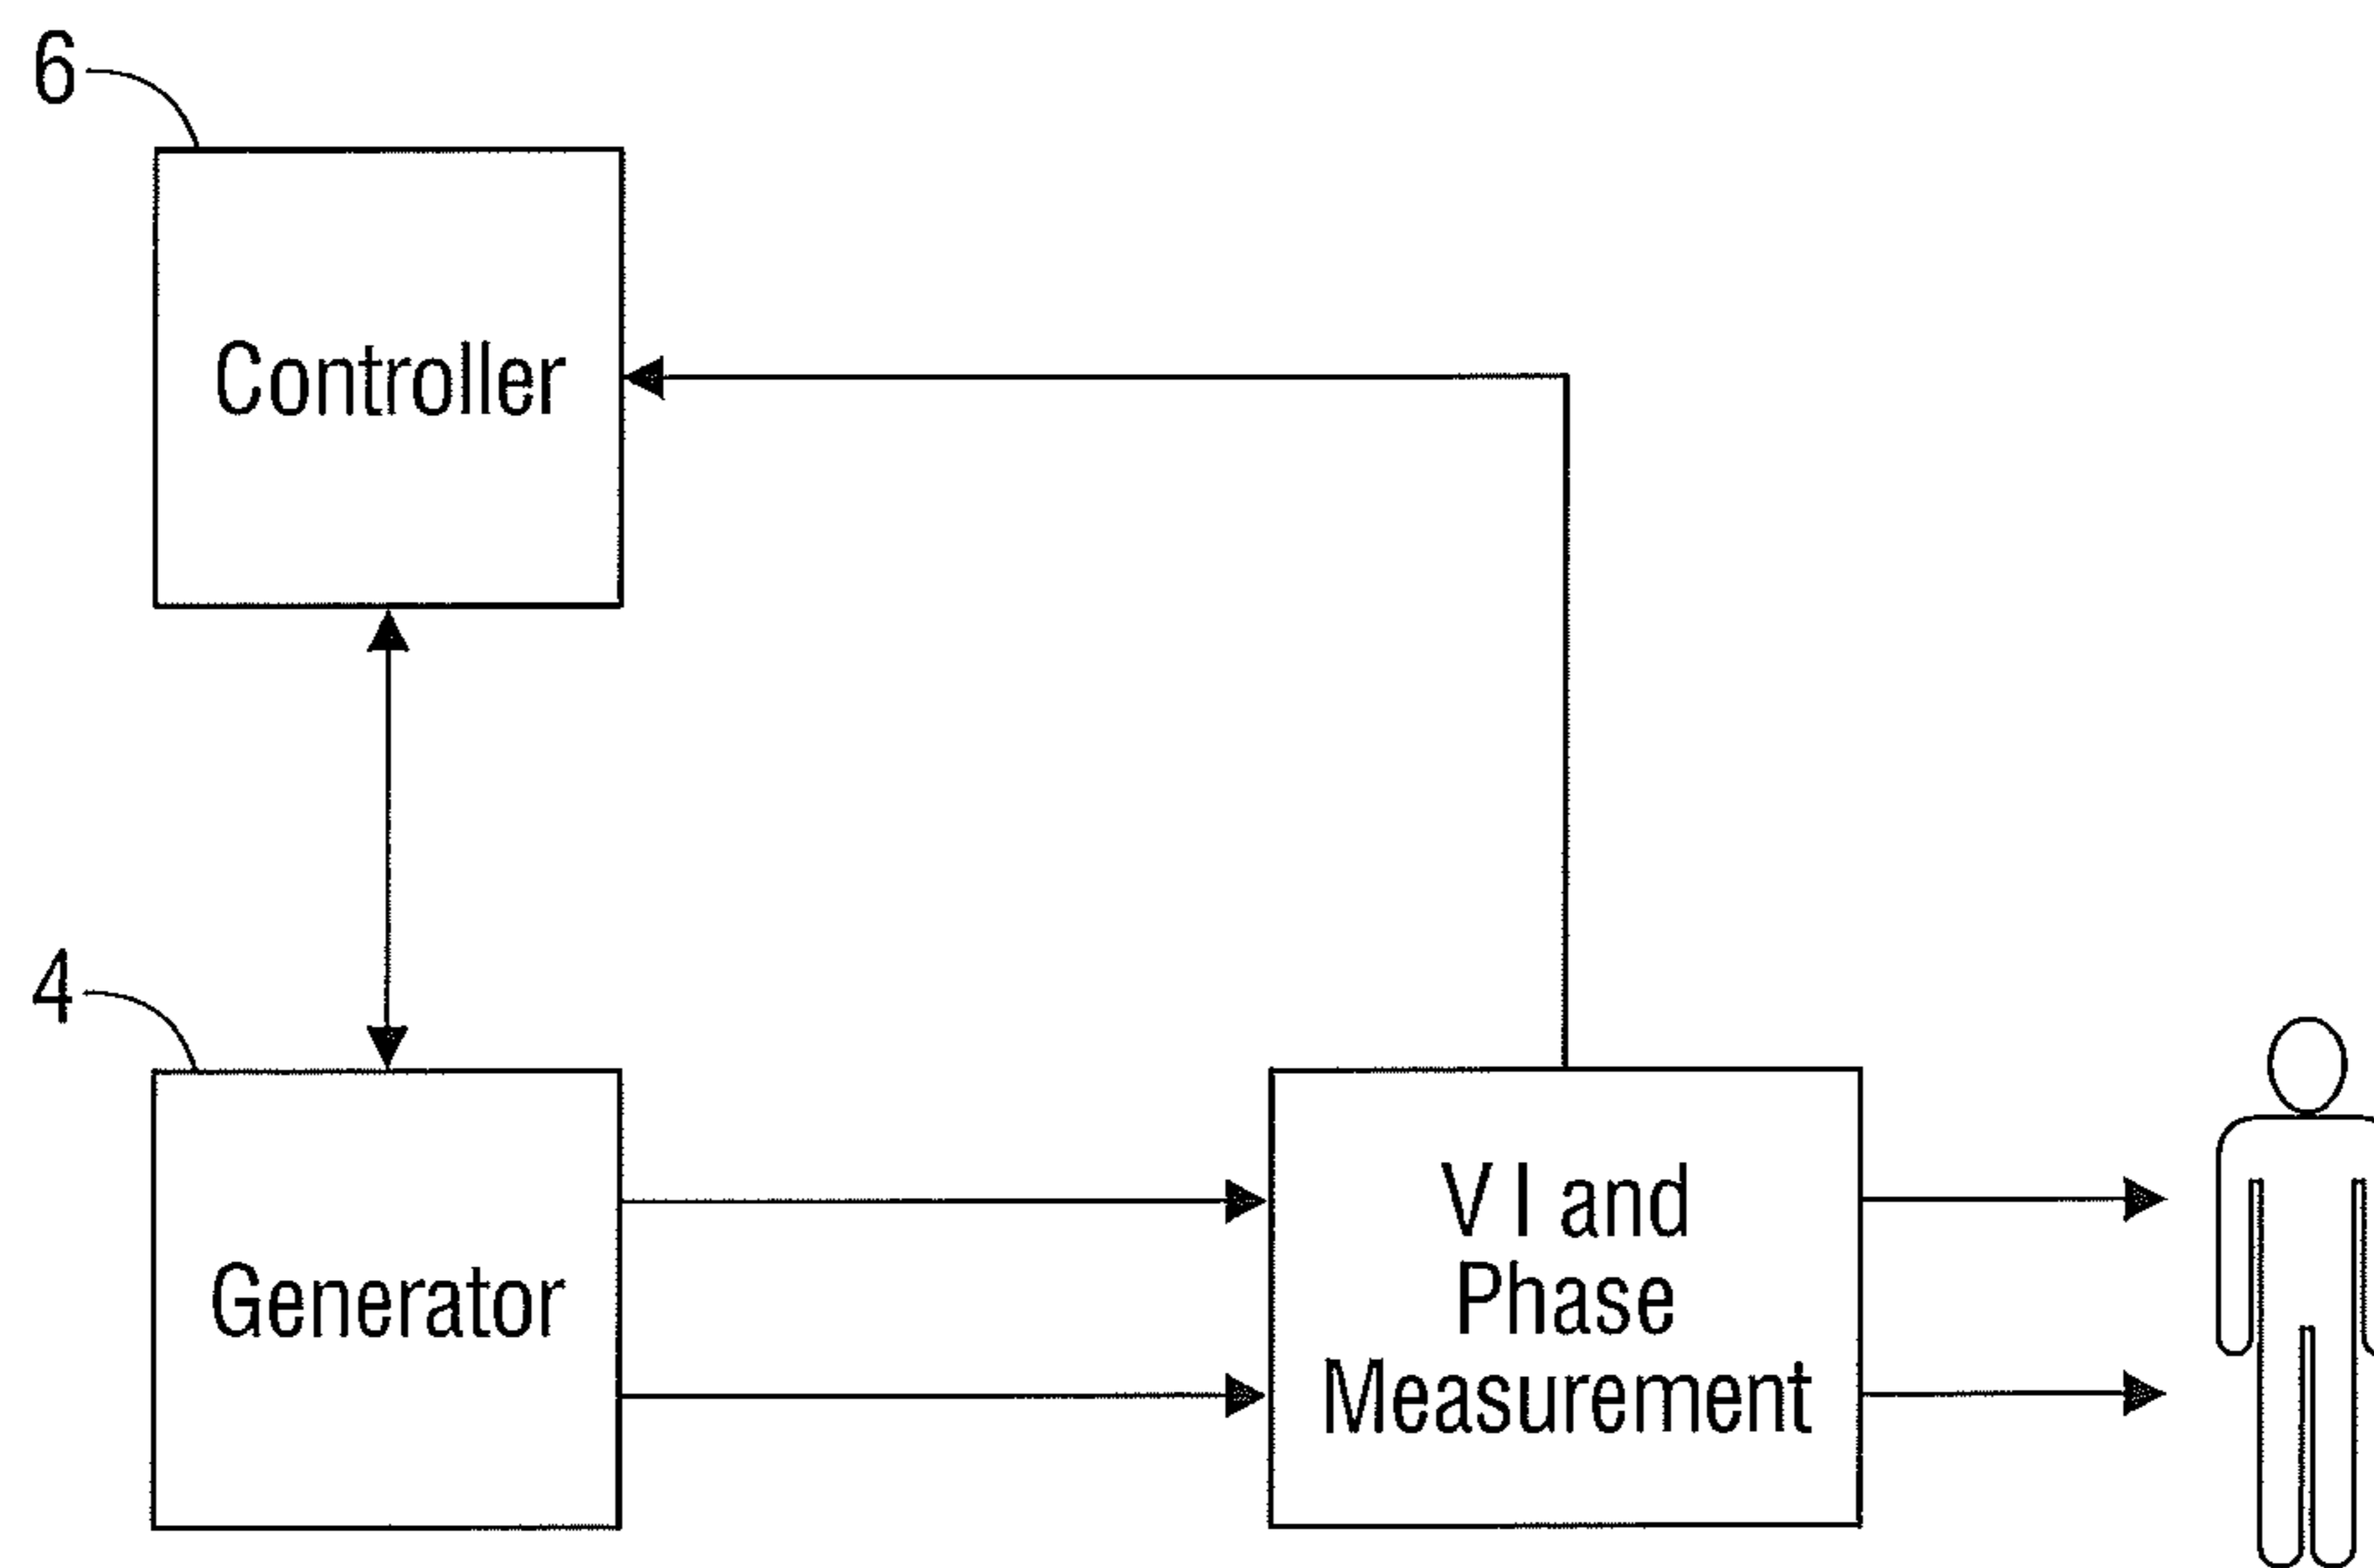 6
Controller
4
Generator
V I and
Phase
Measurement